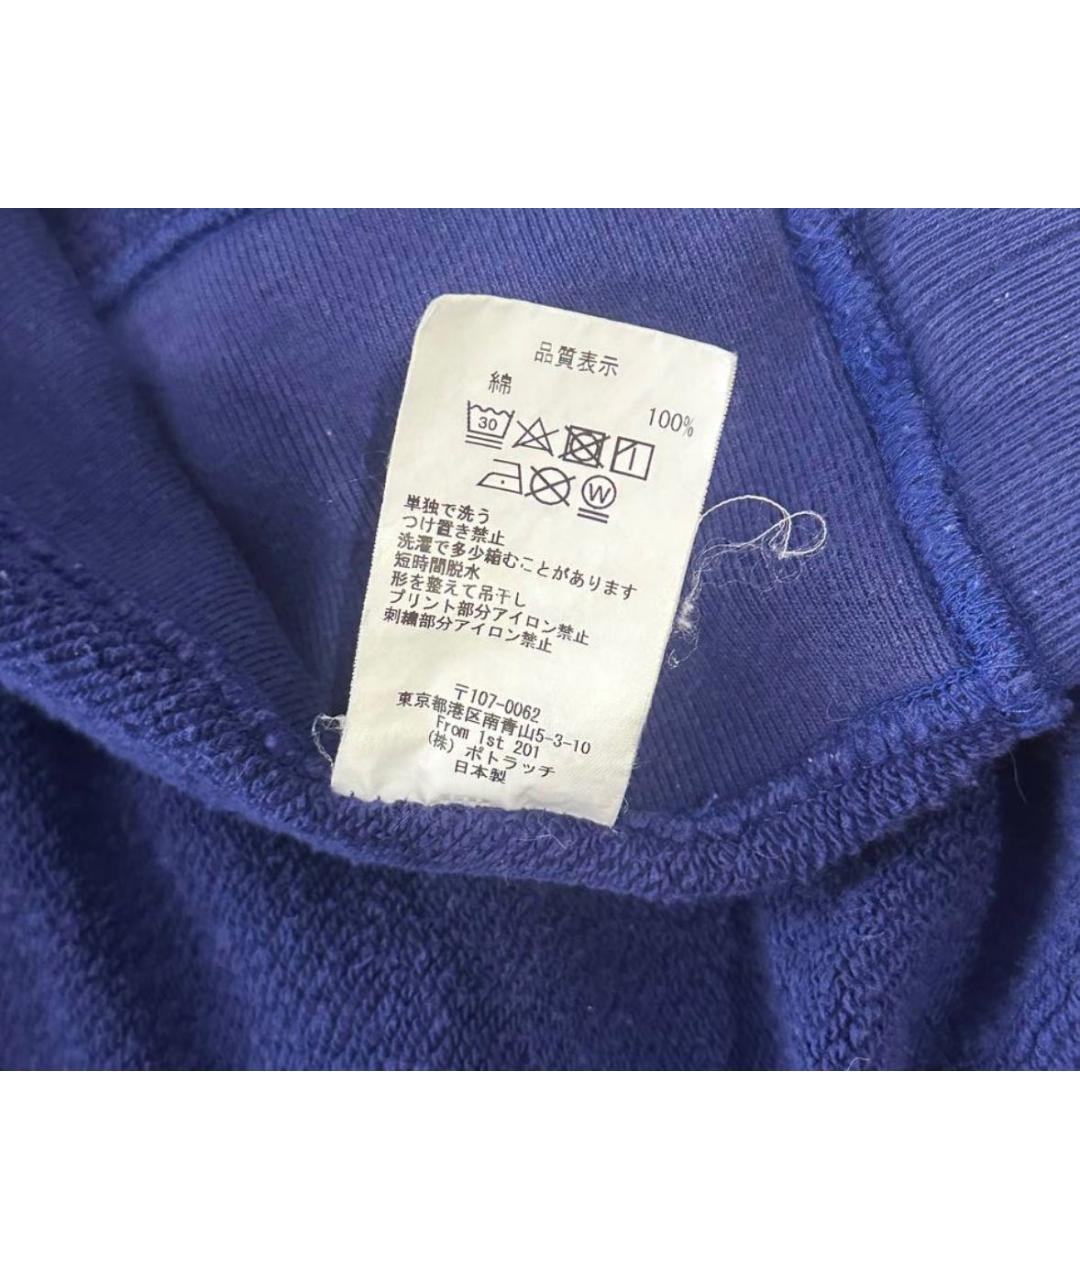 品質表示
綿
100%
30
W
単独で洗う
つけ置き禁止
洗濯で多少縮むことがあります
短時間脱水
形を整えて吊干し
プリント部分アイロン禁止
刺繍部分アイロン禁止
〒107-0062
東京都港区南青山5-3-10
From 1st 201
(株) ポトラッチ
日本製